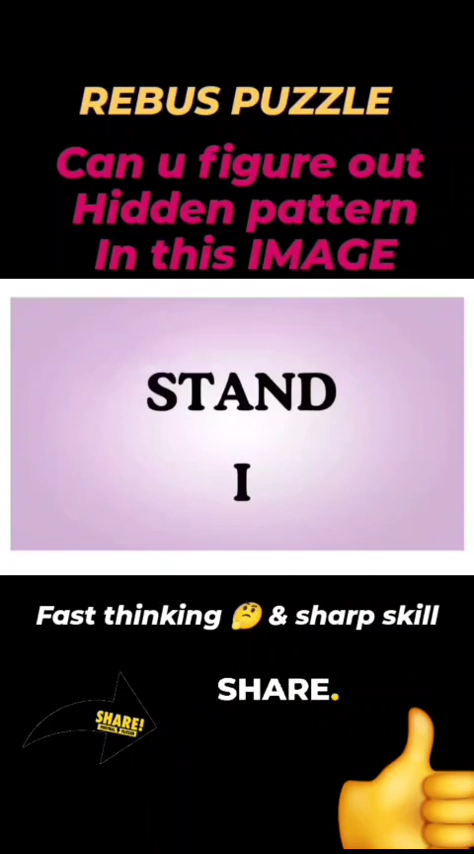 REBUS PUZZLE
Can u figure out
Hidden pattern
In this IMAGE
STAND
I
Fast thinking 🤔 & sharp skill
SHARE.
SHARE!